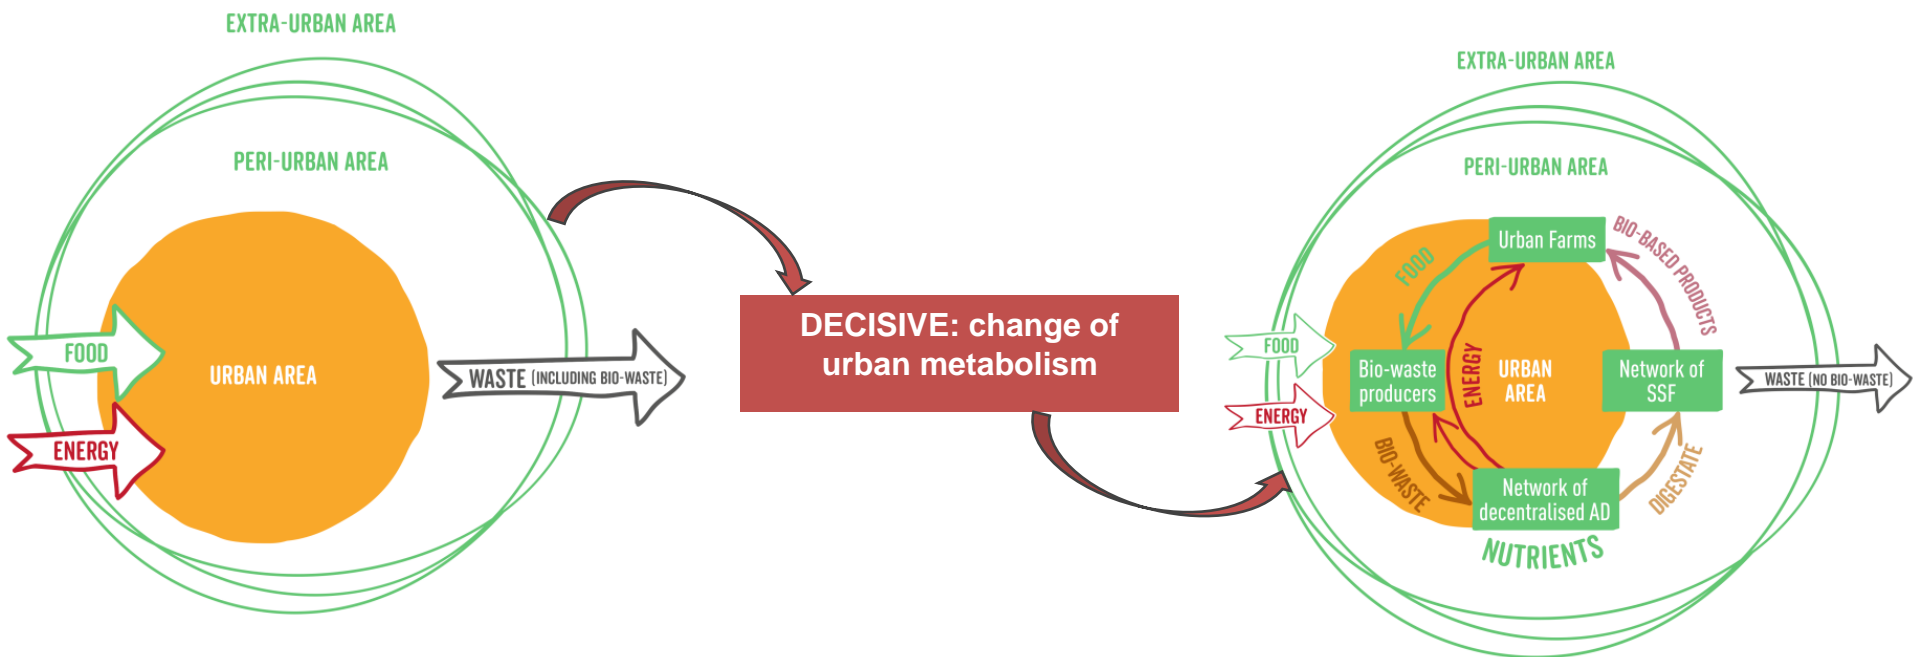 EXTRA-URBAN AREA
PERI-URBAN AREA
FOOD
URBAN AREA
ENERGY
WASTE (INCLUDING BIO-WASTE)
DECISIVE: change of
urban metabolism
EXTRA-URBAN AREA
PERI-URBAN AREA
Urban Farms
BIO-BASED PRODUCTS
FOOD
FOOD
ENERGY
Bio-waste
producers
ENERGY
URBAN
AREA
Network of
SSF
WASTE (NO BIO-WASTE)
BIO-WASTE
Network of
decentralised AD
DIGESTATE
NUTRIENTS